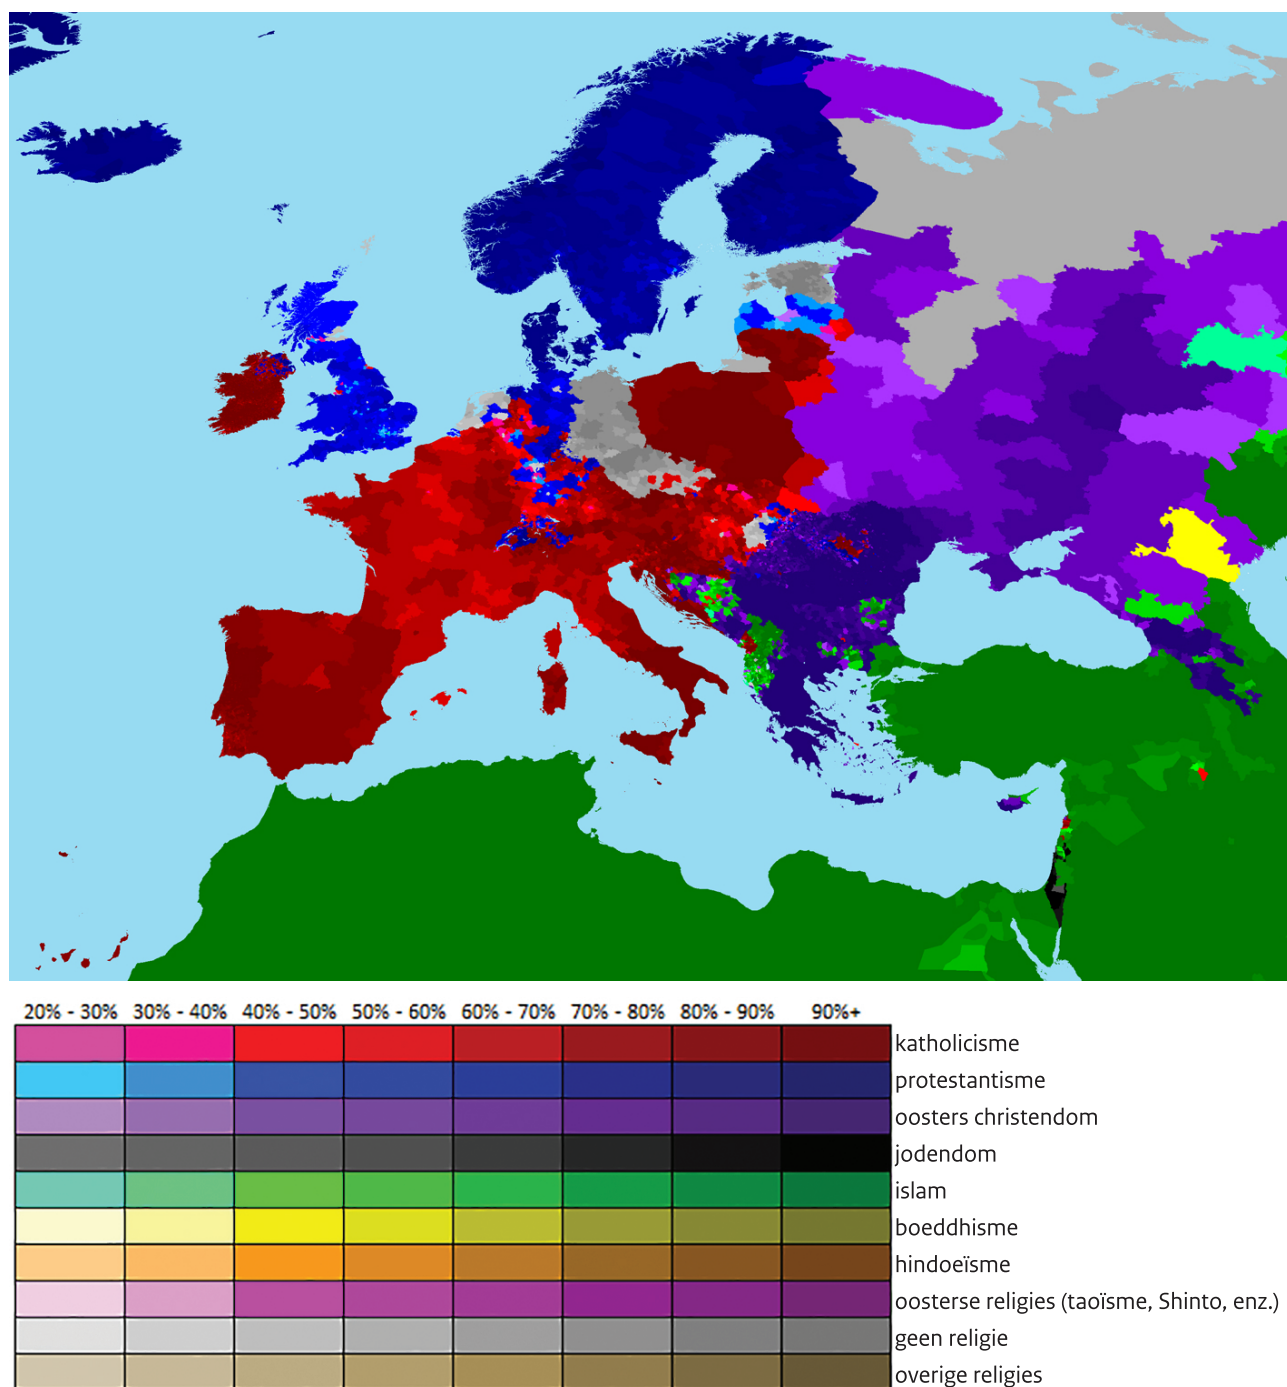 20% - 30% 30% - 40% 40% - 50% 50% - 60% 60% - 70% 70% - 80% 80% - 90% 90%+
katholicisme
protestantisme
oosters christendom
jodendom
islam
boeddhisme
hindoeïsme
oosterse religies (taoïsme, Shinto, enz.)
geen religie
overige religies